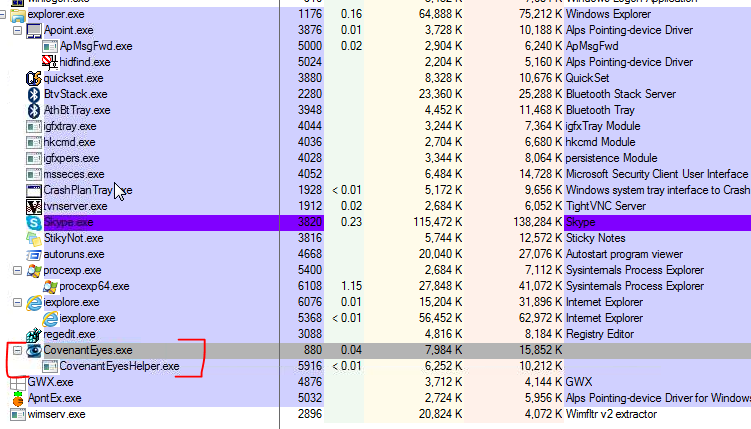 explorer.exe 1176 0.16 64,888 K 75,212 K Windows Explorer
Apoint.exe 3876 0.01 3,728 K 10,188 K Alps Pointing-device Driver
ApMsgFwd.exe 5000 0.02 2,904 K 6,240 K ApMsgFwd
hidfind.exe 5024 2,204 K 5,160 K Alps Pointing-device Driver
quickset.exe 3880 8,328 K 10,676 K QuickSet
BtvStack.exe 2280 23,360 K 25,288 K Bluetooth Stack Server
AthBtTray.exe 3948 4,452 K 11,468 K Bluetooth Tray
igfxtray.exe 4044 3,244 K 7,364 K igfxTray Module
hkcmd.exe 4036 2,704 K 6,680 K hkcmd Module
igfxpers.exe 4028 3,344 K 8,064 K persistence Module
msseces.exe 4052 6,484 K 14,728 K Microsoft Security Client User Interface
CrashPlanTray.exe 1928 < 0.01 5,172 K 9,656 K Windows system tray interface to Crash
tvnserver.exe 1912 0.02 2,684 K 6,052 K TightVNC Server
Skype.exe 3820 0.23 115,472 K 138,284 K Skype
StikyNot.exe 3816 5,744 K 12,572 K Sticky Notes
autoruns.exe 4668 20,040 K 27,076 K Autostart program viewer
procexp.exe 5400 2,684 K 7,112 K Sysinternals Process Explorer
procexp64.exe 6108 1.15 27,848 K 41,072 K Sysinternals Process Explorer
iexplore.exe 6076 0.01 15,204 K 31,896 K Internet Explorer
iexplore.exe 5368 < 0.01 56,452 K 62,972 K Internet Explorer
regedit.exe 3088 4,816 K 8,184 K Registry Editor
CovenantEyes.exe 880 0.04 7,984 K 15,852 K
CovenantEyesHelper.exe 5916 < 0.01 6,252 K 10,212 K
GWX.exe 4876 3,712 K 4,144 K GWX
ApntEx.exe 5032 2,724 K 5,956 K Alps Pointing-device Driver for Windows
wimserv.exe 2896 20,824 K 4,072 K Wimfltr v2 extractor